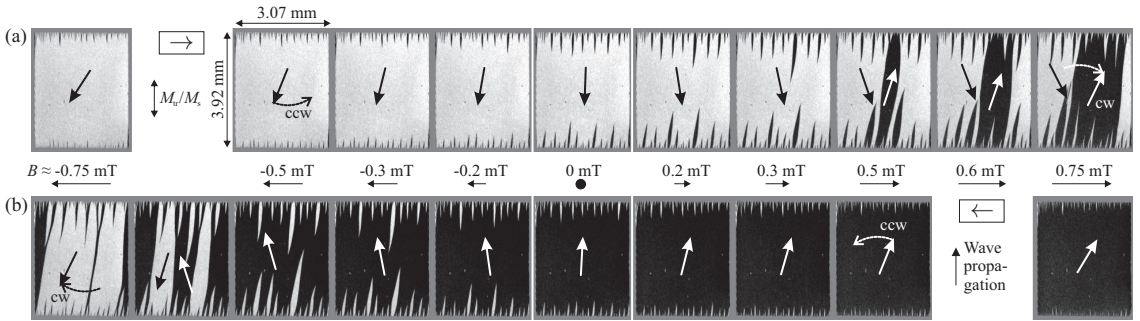 3.07 mm
(a)
M_u/M_s
3.92 mm
ccw
cw
B ≈ -0.75 mT
-0.5 mT
-0.3 mT
-0.2 mT
0 mT
0.2 mT
0.3 mT
0.5 mT
0.6 mT
0.75 mT
(b)
cw
ccw
Wave
propa-
gation